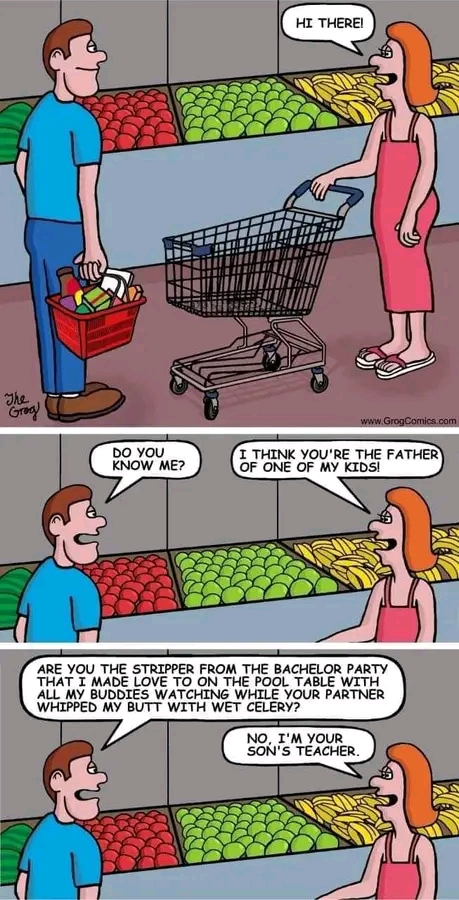 HI THERE!
The
Grog
www.GrogComics.com
DO YOU
KNOW ME?
I THINK YOU'RE THE FATHER
OF ONE OF MY KIDS!
ARE YOU THE STRIPPER FROM THE BACHELOR PARTY
THAT I MADE LOVE TO ON THE POOL TABLE WITH
ALL MY BUDDIES WATCHING WHILE YOUR PARTNER
WHIPPED MY BUTT WITH WET CELERY?
NO, I'M YOUR
SON'S TEACHER.